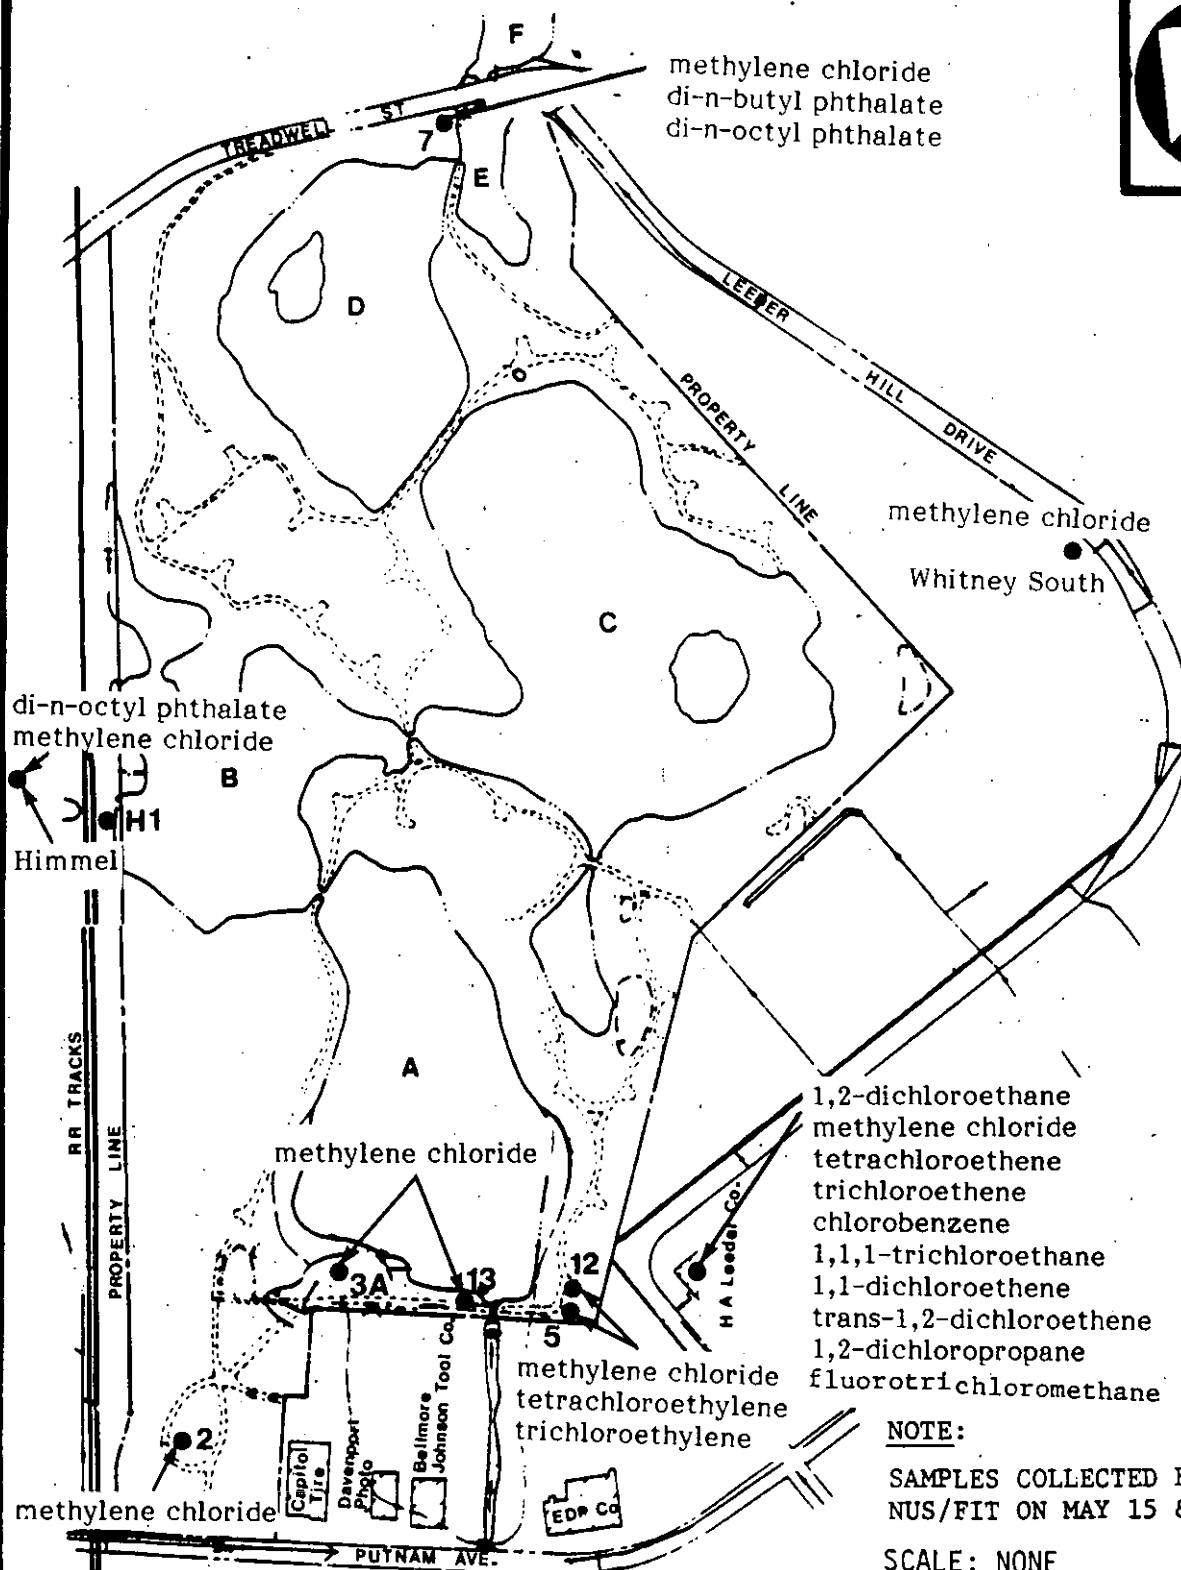 F
methylene chloride
di-n-butyl phthalate
di-n-octyl phthalate
TREADWEL ST
7
E
D
LEEDER HILL DRIVE
PROPERTY LINE
methylene chloride
Whitney South
C
di-n-octyl phthalate
methylene chloride
B
H1
Himmel
A
RR TRACKS
PROPERTY LINE
methylene chloride
1,2-dichloroethane
methylene chloride
tetrachloroethene
trichloroethene
chlorobenzene
1,1,1-trichloroethane
1,1-dichloroethene
trans-1,2-dichloroethene
1,2-dichloropropane
fluorotrichloromethane
H A Leeder Co.
3A
13
12
5
methylene chloride
tetrachloroethylene
trichloroethylene
2
methylene chloride
Capitol
Tire
Davenport
Photo
Bellmore
Johnson Tool Co.
EDP Co
PUTNAM AVE.
NOTE:
SAMPLES COLLECTED
NUS/FIT ON MAY 15 &
SCALE: NONE